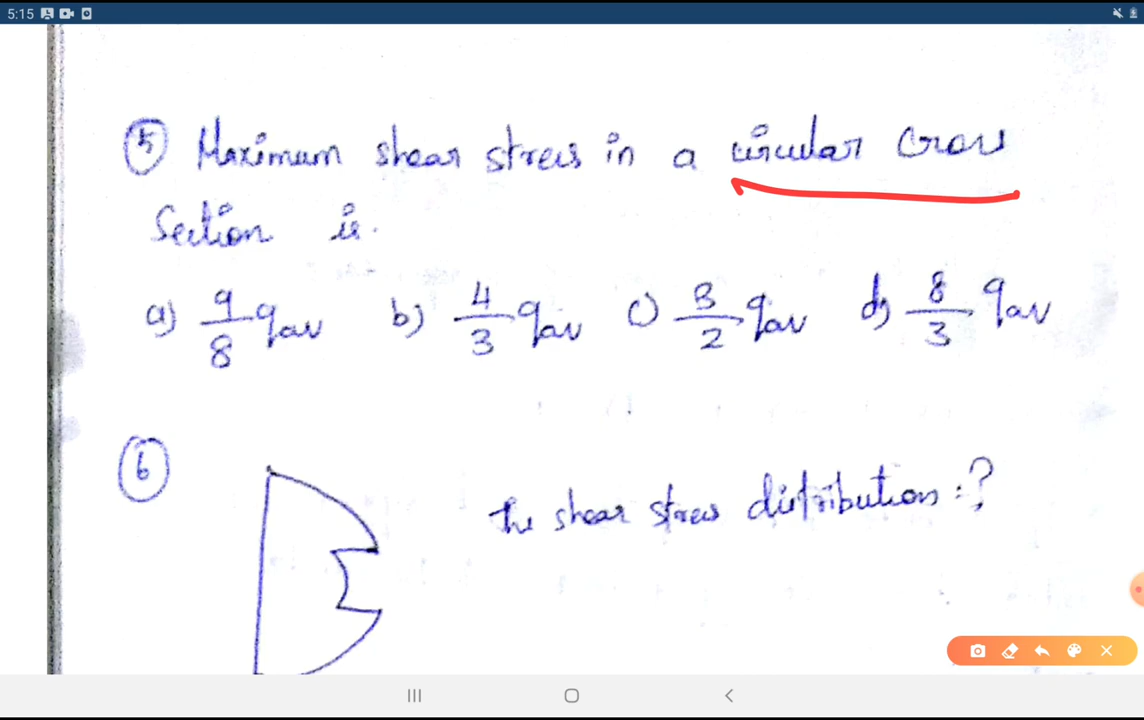 5:15
5 Maximum shear stress in a circular cross
Section is.
a) 9/8 qav b) 4/3 qav c) 3/2 qav d) 8/3 qav
6
The shear stress distribution :?